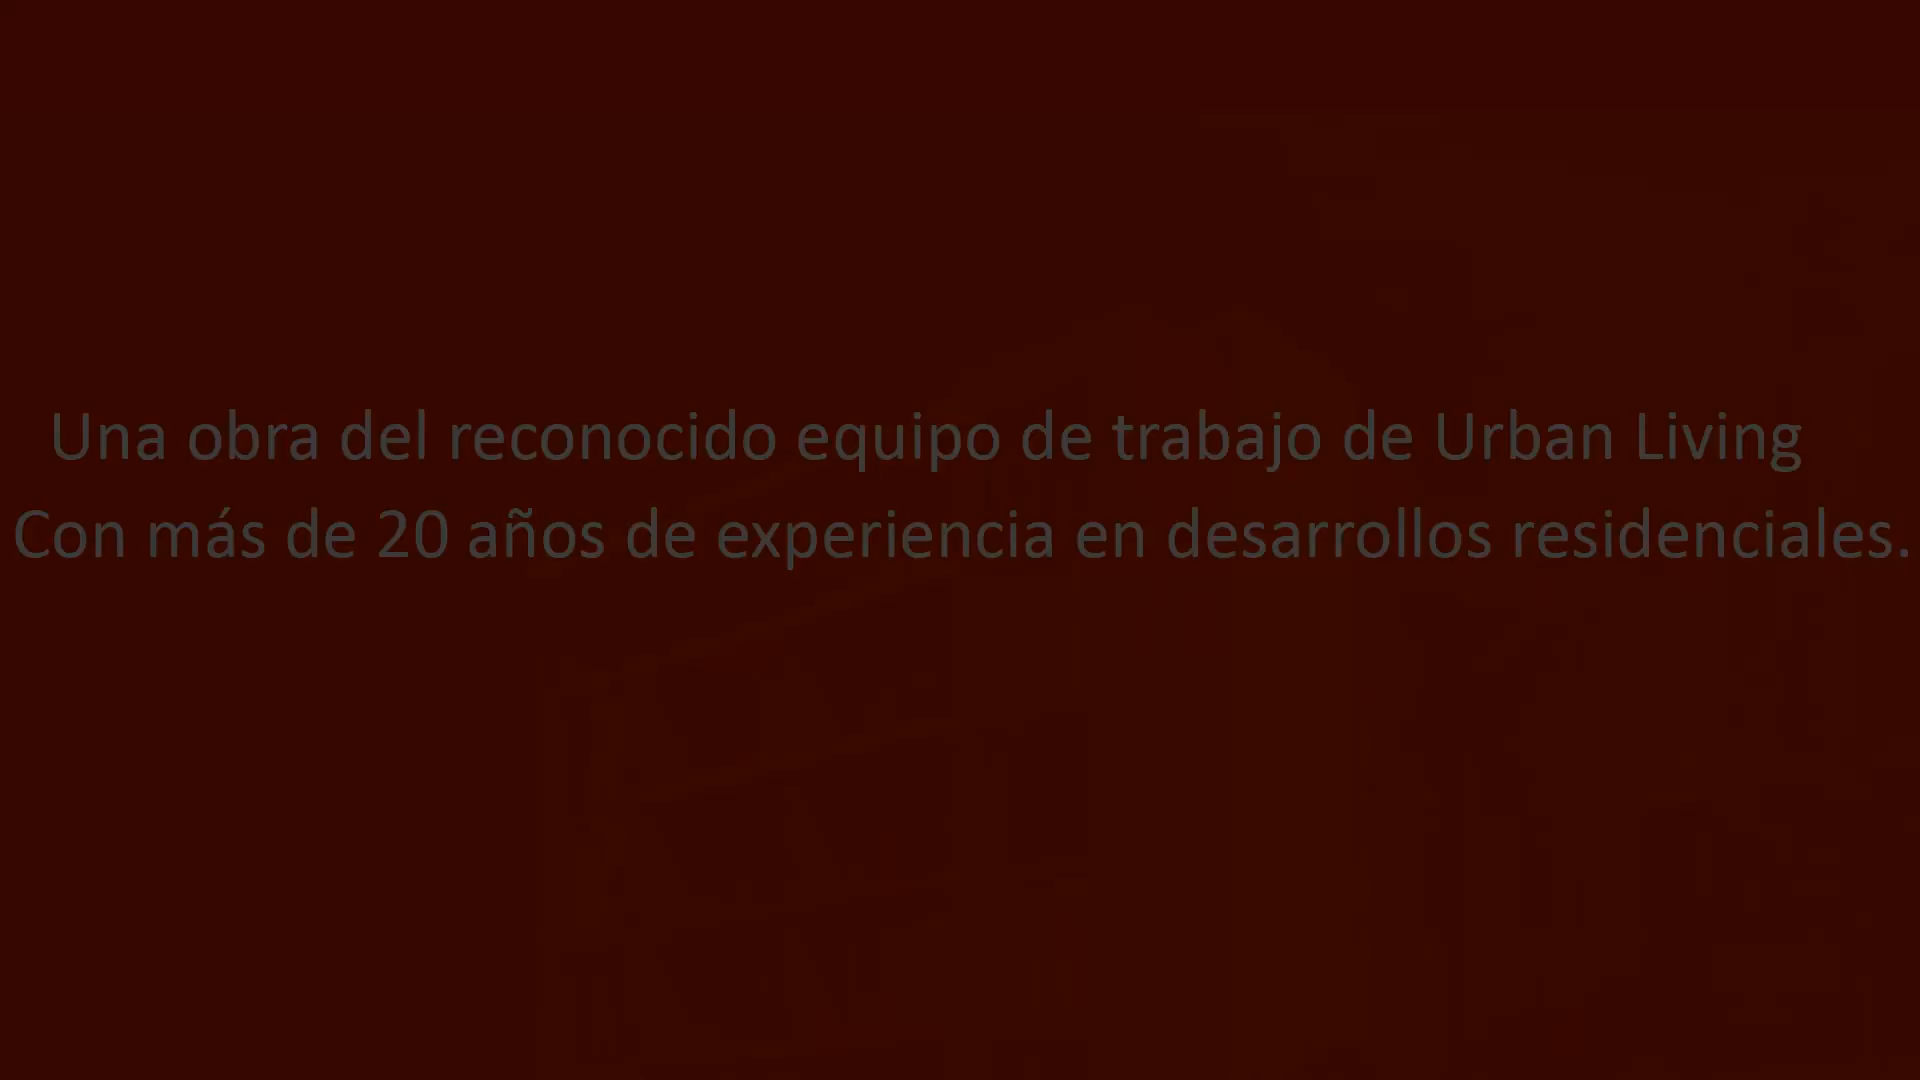 Una obra del reconocido equipo de trabajo de Urban Living
Con más de 20 años de experiencia en desarrollos residenciales.